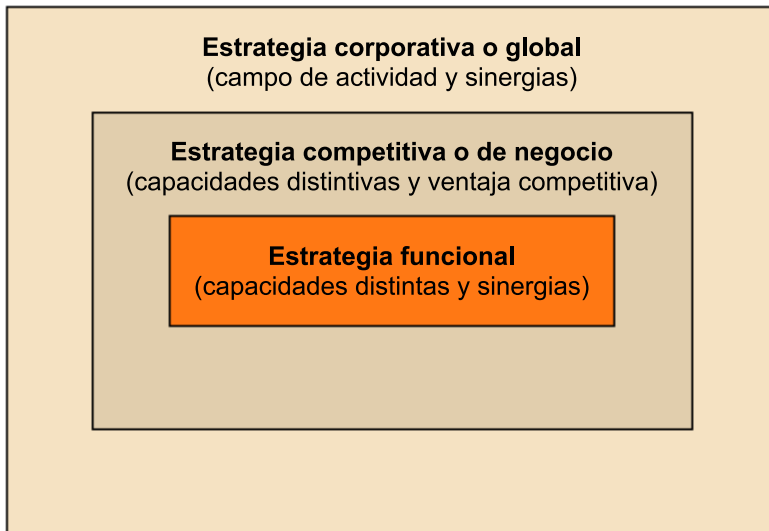 Estrategia corporativa o global
(campo de actividad y sinergias)
Estrategia competitiva o de negocio
(capacidades distintivas y ventaja competitiva)
Estrategia funcional
(capacidades distintas y sinergias)